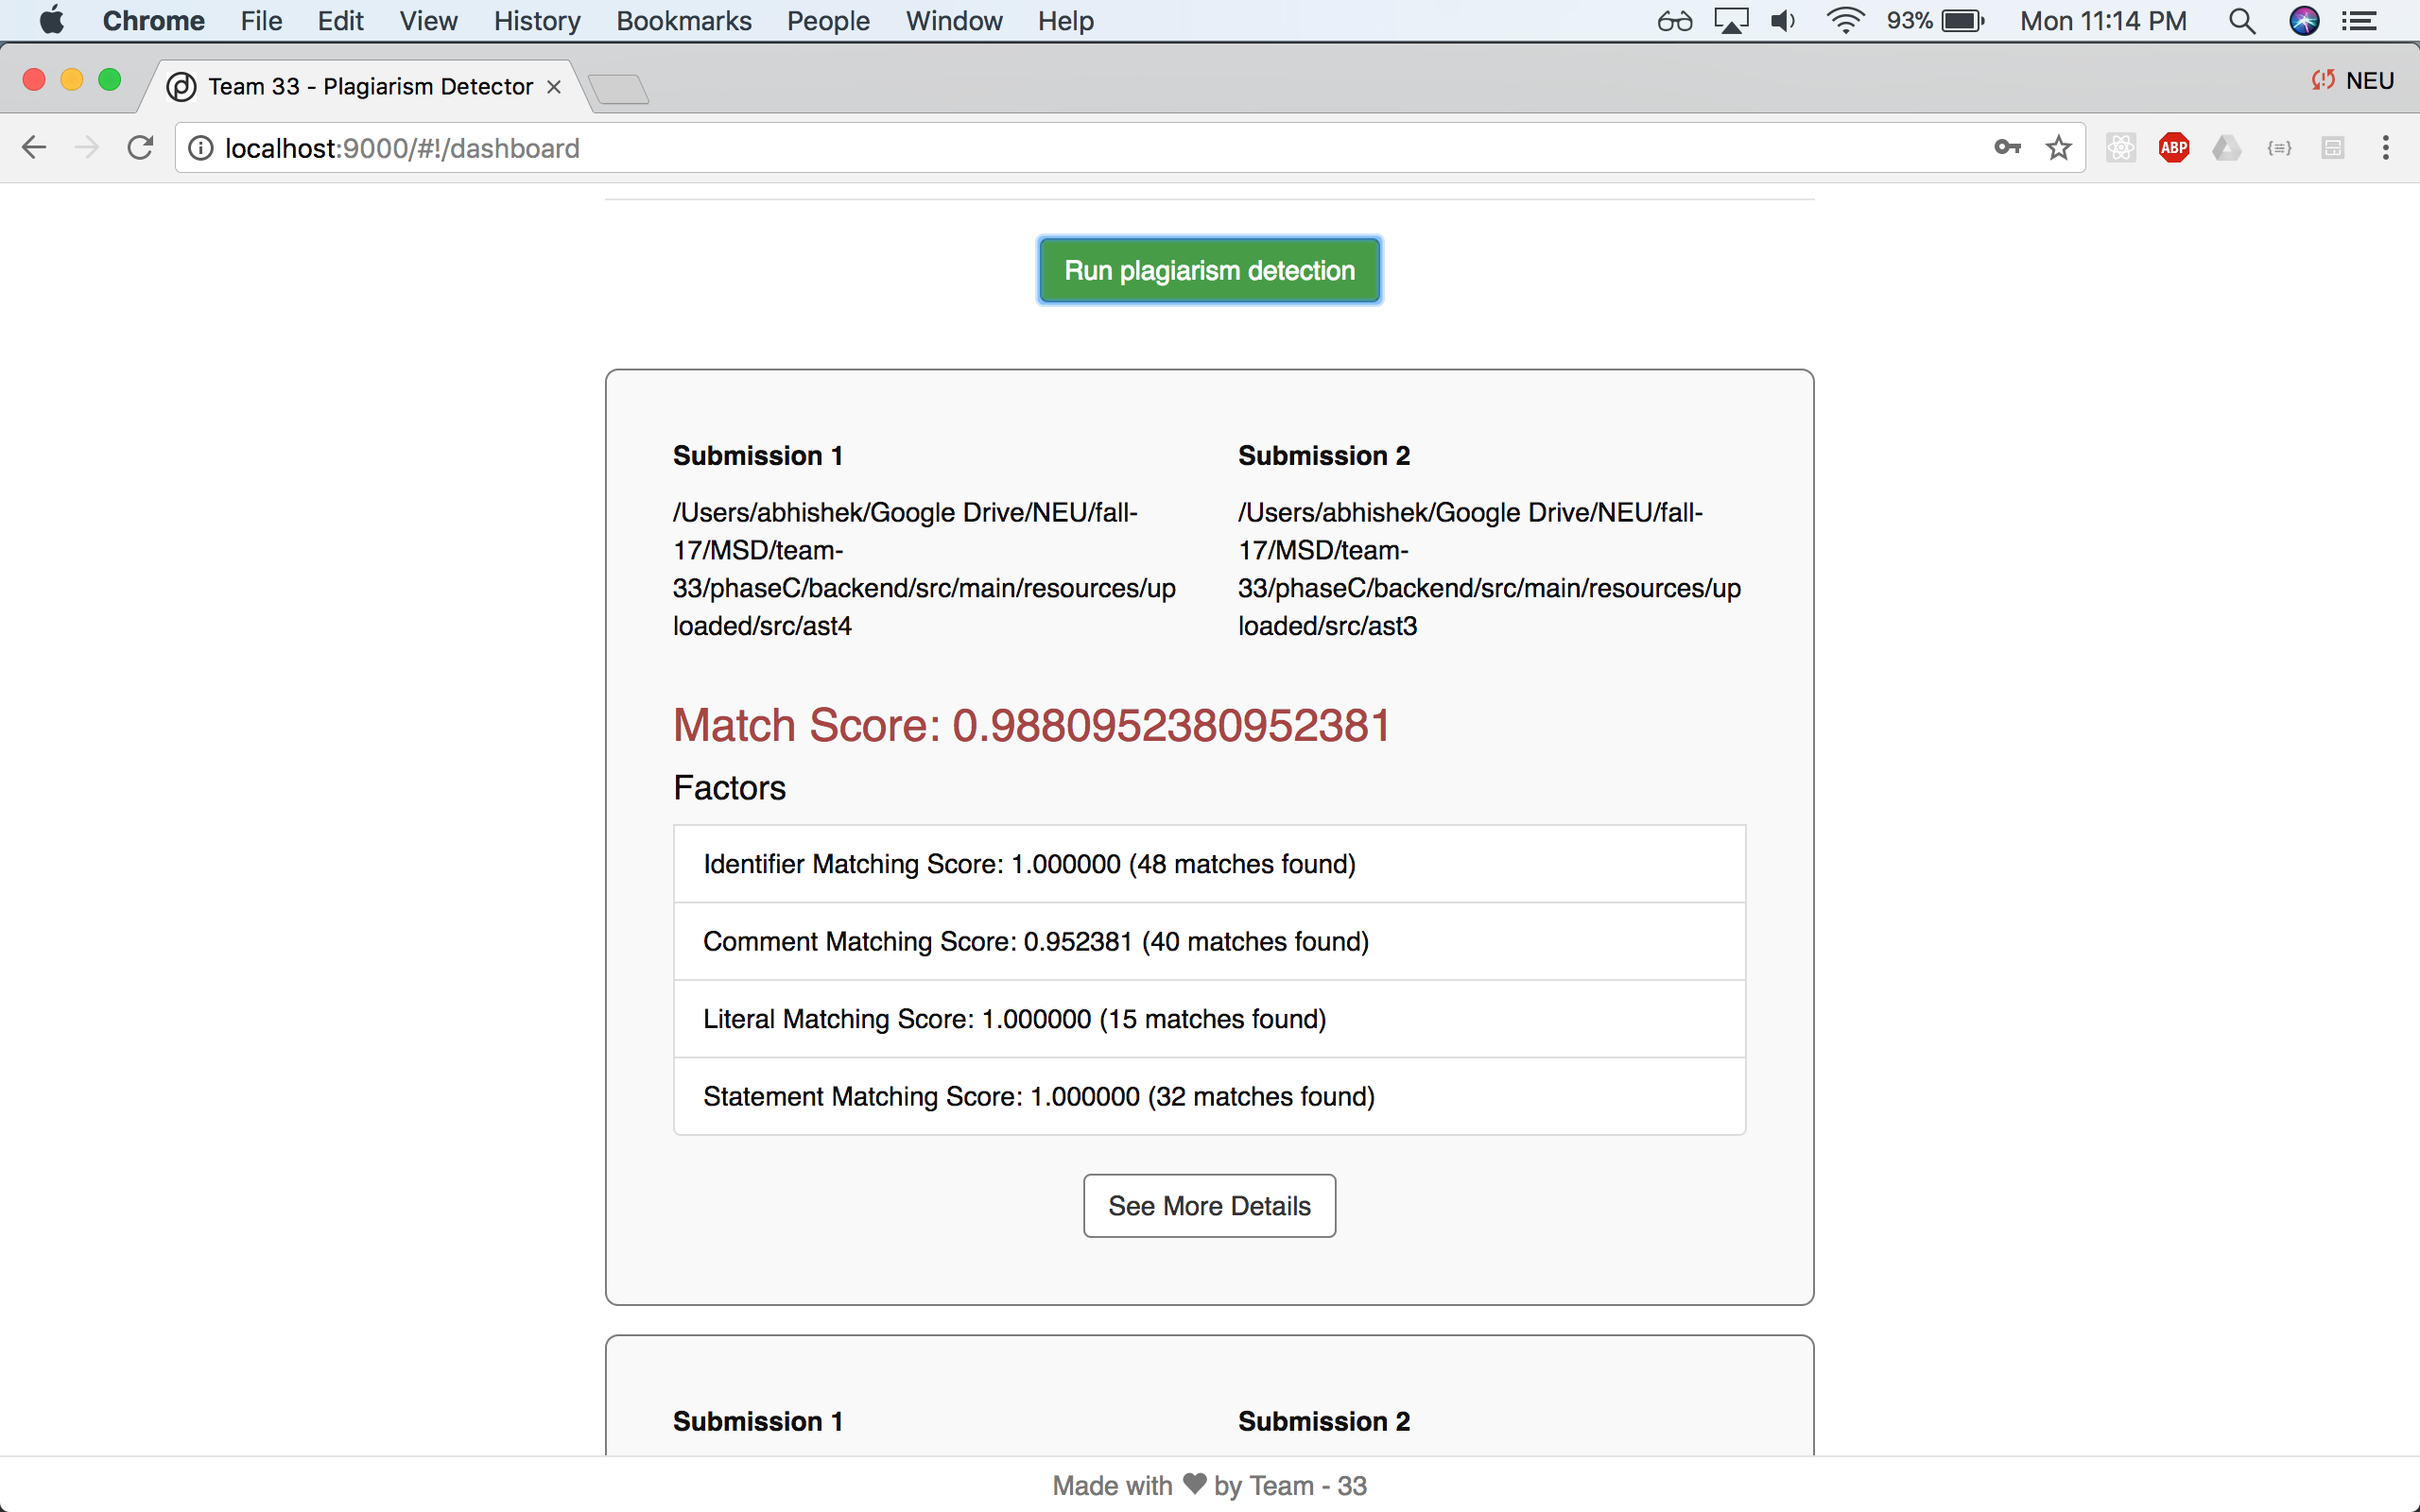 Chrome File Edit View History Bookmarks People Window Help 93% Mon 11:14 PM
Team 33 - Plagiarism Detector NEU
localhost:9000/#!/dashboard ABP
Run plagiarism detection
Submission 1 Submission 2
/Users/abhishek/Google Drive/NEU/fall- /Users/abhishek/Google Drive/NEU/fall-
17/MSD/team- 17/MSD/team-
33/phaseC/backend/src/main/resources/up 33/phaseC/backend/src/main/resources/up
loaded/src/ast4 loaded/src/ast3
Match Score: 0.9880952380952381
Factors
Identifier Matching Score: 1.000000 (48 matches found)
Comment Matching Score: 0.952381 (40 matches found)
Literal Matching Score: 1.000000 (15 matches found)
Statement Matching Score: 1.000000 (32 matches found)
See More Details
Submission 1 Submission 2
Made with ♥ by Team - 33